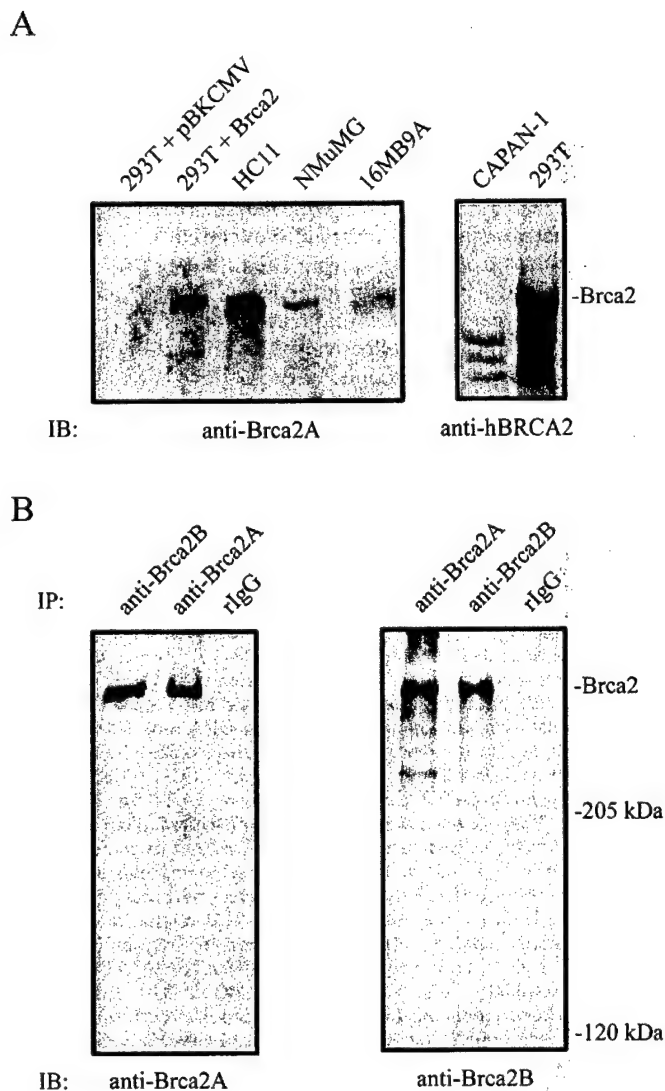 A
293T + pBKCMV
293T + Brca2
HC11
NMuMG
16MB9A
CAPAN-1
293T
-Brca2
IB:
anti-Brca2A
anti-hBRCA2
B
IP:
anti-Brca2B
anti-Brca2A
rIgG
anti-Brca2A
anti-Brca2B
rIgG
-Brca2
-205 kDa
-120 kDa
IB:
anti-Brca2A
anti-Brca2B